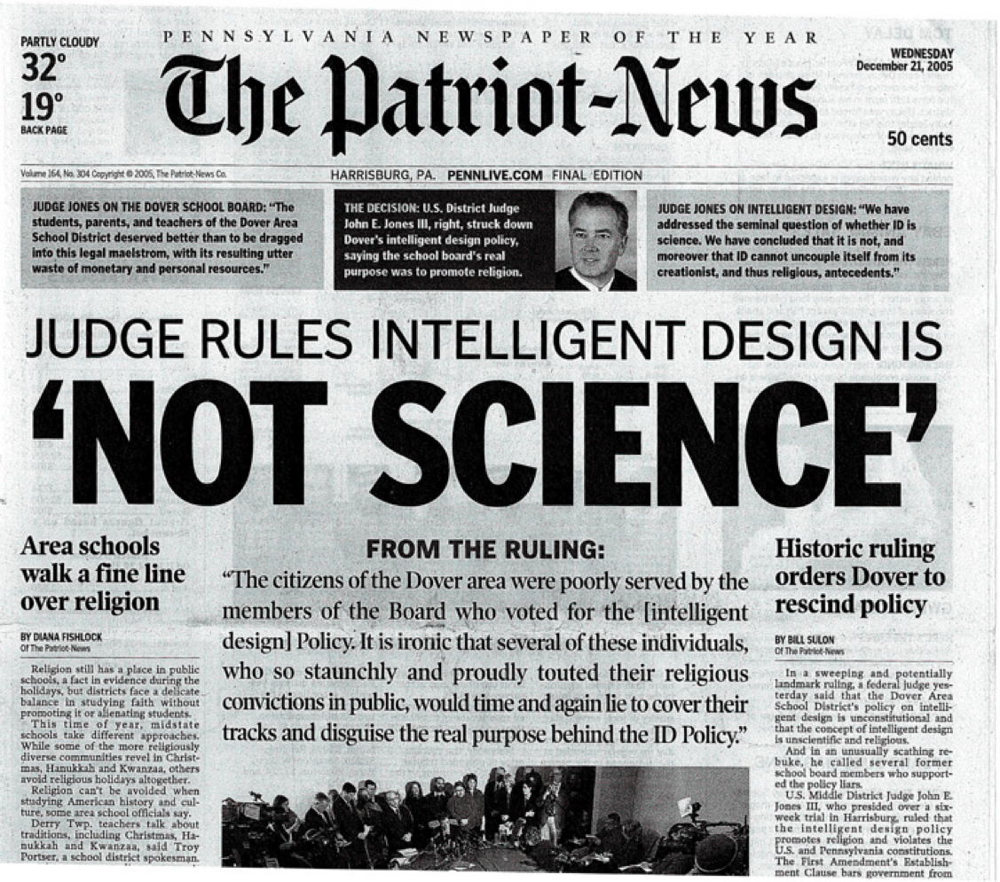 PENNSYLVANIA NEWSPAPER OF THE YEAR
PARTLY CLOUDY
32°
19°
BACK PAGE
The Patriot-News
WEDNESDAY
December 21, 2005
50 cents
Volume 164, No. 304 Copyright © 2005, The Patriot-News Co.
HARRISBURG, PA. PENNLIVE.COM FINAL EDITION
JUDGE JONES ON THE DOVER SCHOOL BOARD: “The
students, parents, and teachers of the Dover Area
School District deserved better than to be dragged
into this legal maelstrom, with its resulting utter
waste of monetary and personal resources.”
THE DECISION: U.S. District Judge
John E. Jones III, right, struck down
Dover’s intelligent design policy,
saying the school board’s real
purpose was to promote religion.
JUDGE JONES ON INTELLIGENT DESIGN: “We have
addressed the seminal question of whether ID is
science. We have concluded that it is not, and
moreover that ID cannot uncouple itself from its
creationist, and thus religious, antecedents.”
JUDGE RULES INTELLIGENT DESIGN IS
‘NOT SCIENCE’
Area schools
walk a fine line
over religion
BY DIANA FISHLOCK
Of The Patriot-News
Religion still has a place in public
schools, a fact in evidence during the
holidays, but districts face a delicate
balance in studying faith without
promoting it or alienating students.
This time of year, midstate
schools take different approaches.
While some of the more religiously
diverse communities revel in Christ-
mas, Hanukkah and Kwanzaa, others
avoid religious holidays altogether.
Religion can’t be avoided when
studying American history and cul-
ture, some area school officials say.
Derry Twp. teachers talk about
traditions, including Christmas, Ha-
nukkah and Kwanzaa, said Troy
Portser, a school district spokesman.
FROM THE RULING:
“The citizens of the Dover area were poorly served by the
members of the Board who voted for the [intelligent
design] Policy. It is ironic that several of these individuals,
who so staunchly and proudly touted their religious
convictions in public, would time and again lie to cover their
tracks and disguise the real purpose behind the ID Policy.”
Historic ruling
orders Dover to
rescind policy
BY BILL SULON
Of The Patriot-News
In a sweeping and potentially
landmark ruling, a federal judge yes-
terday said that the Dover Area
School District’s policy on intelli-
gent design is unconstitutional and
that the concept of intelligent design
is unscientific and religious.
And in an unusually scathing re-
buke, he called several former
school board members who support-
ed the policy liars.
U.S. Middle District Judge John E.
Jones III, who presided over a six-
week trial in Harrisburg, ruled that
the intelligent design policy
promotes religion and violates the
U.S. and Pennsylvania constitutions.
The First Amendment’s Establish-
ment Clause bars government from